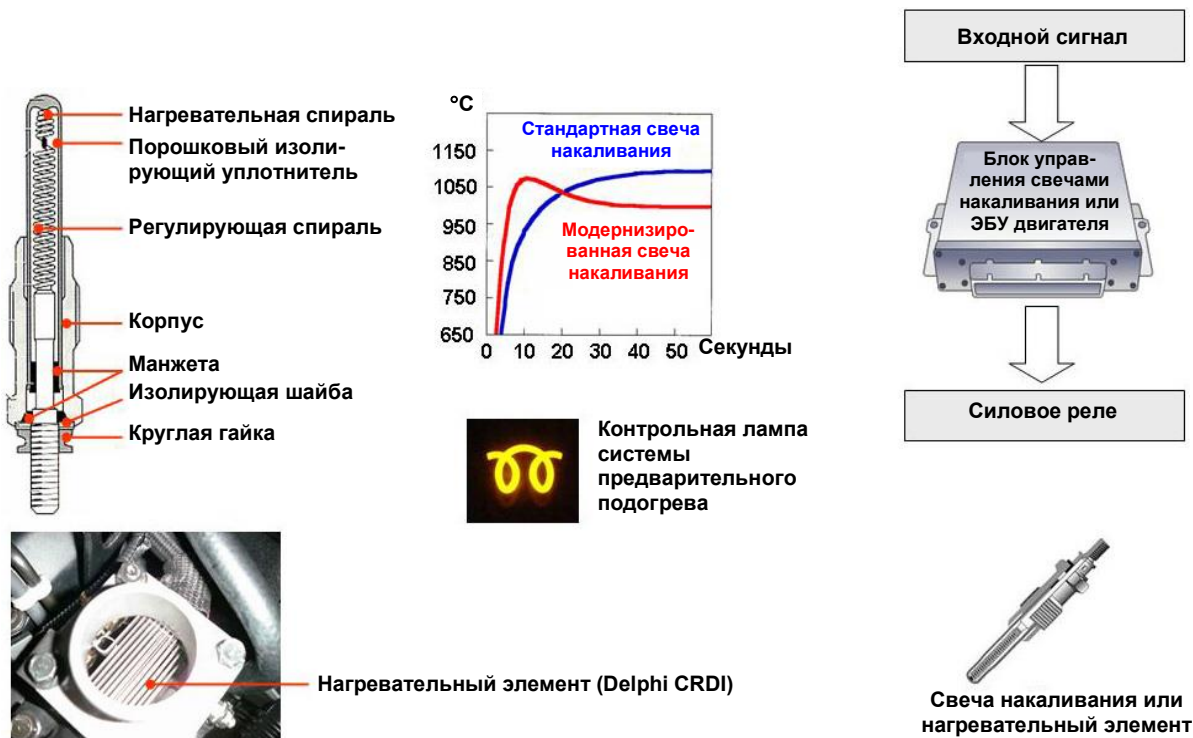 Нагревательная спираль
Порошковый изоли-
рующий уплотнитель
Регулирующая спираль
Корпус
Манжета
Изолирующая шайба
Круглая гайка
°C
1150
1050
950
850
750
650
0 10 20 30 40 50 Секунды
Стандартная свеча
накаливания
Модернизиро-
ванная свеча
накаливания
Контрольная лампа
системы
предварительного
подогрева
Нагревательный элемент (Delphi CRDI)
Входной сигнал
Блок управ-
ления свечами
накаливания или
ЭБУ двигателя
Силовое реле
Свеча накаливания или
нагревательный элемент